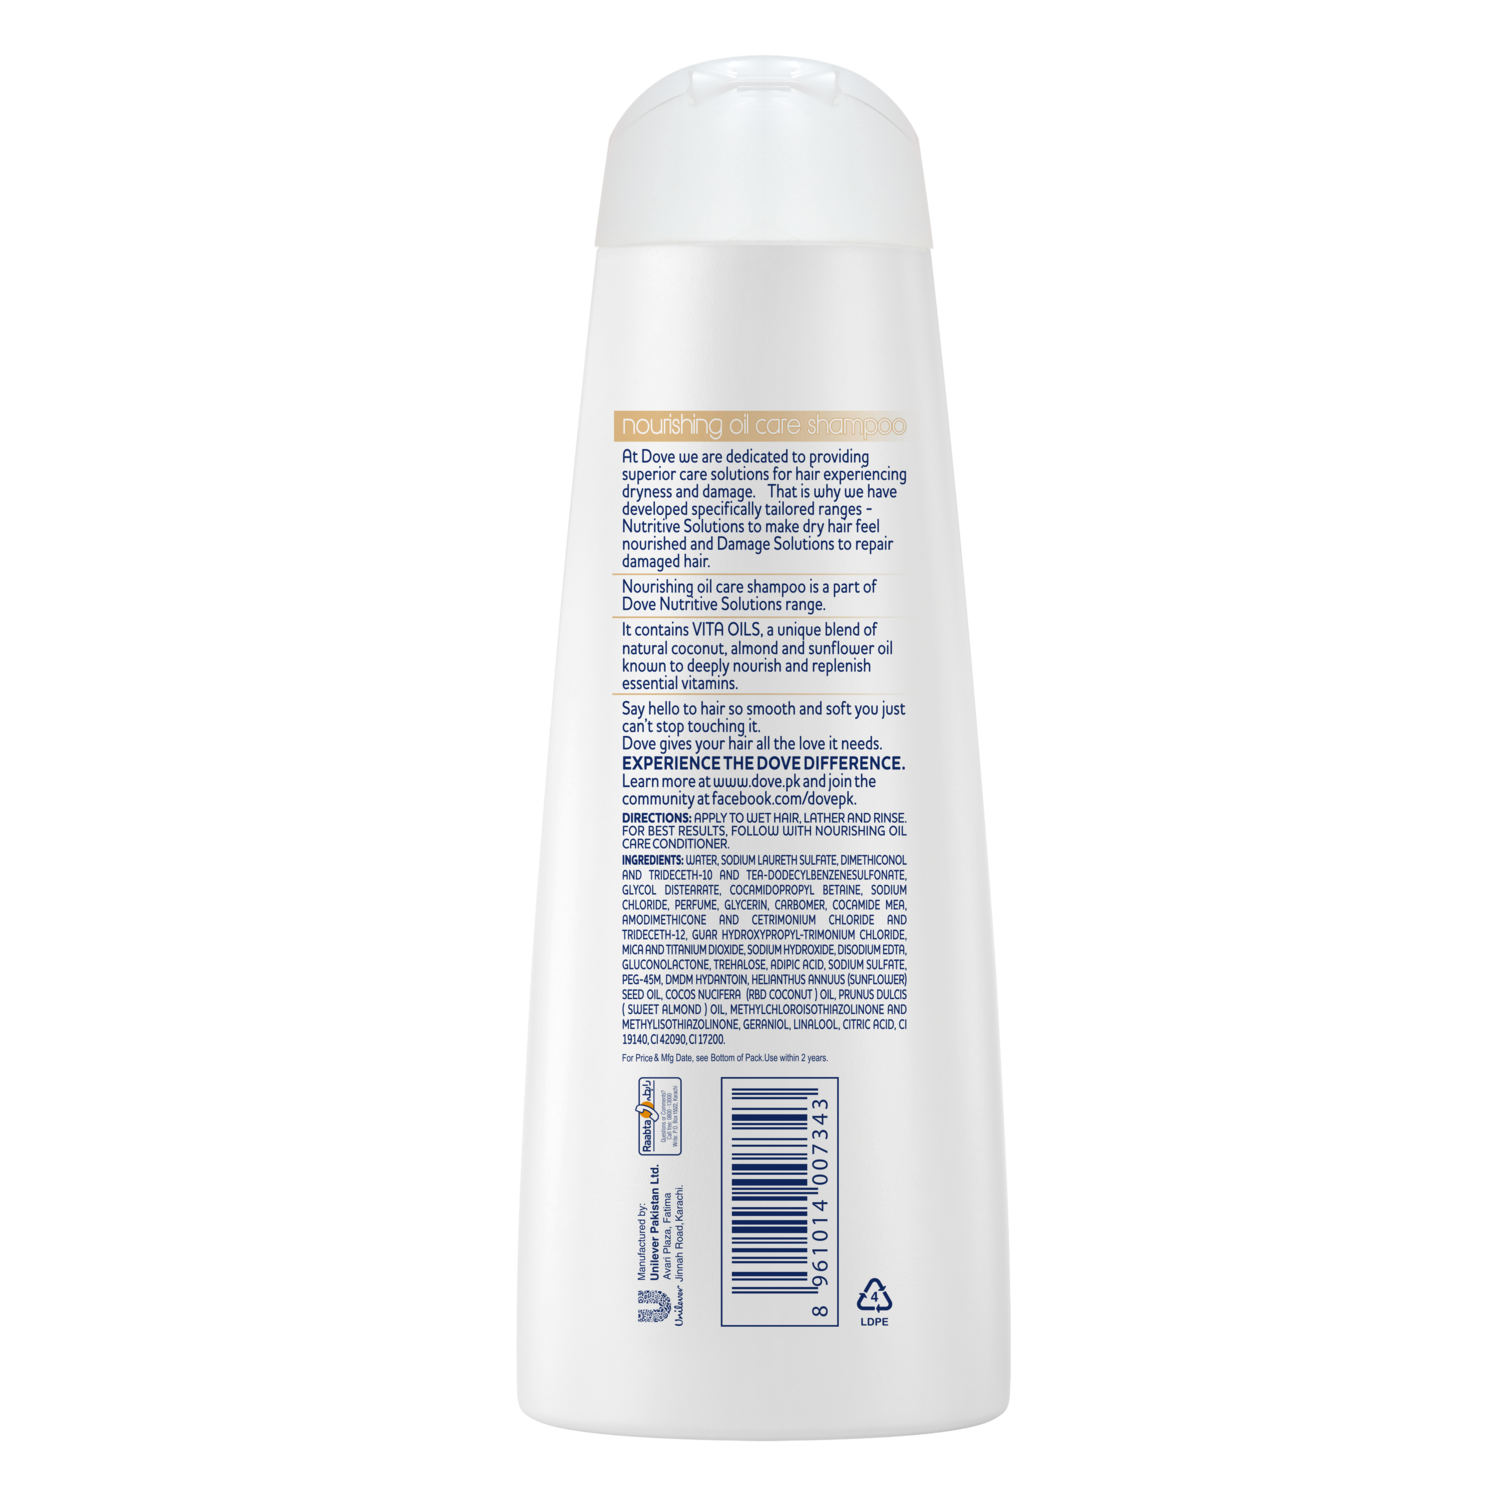 nourishing oil care shampoo
At Dove we are dedicated to providing
superior care solutions for hair experiencing
dryness and damage. That is why we have
developed specifically tailored ranges -
Nutritive Solutions to make dry hair feel
nourished and Damage Solutions to repair
damaged hair.
Nourishing oil care shampoo is a part of
Dove Nutritive Solutions range.
It contains VITA OILS, a unique blend of
natural coconut, almond and sunflower oil
known to deeply nourish and replenish
essential vitamins.
Say hello to hair so smooth and soft you just
can't stop touching it.
Dove gives your hair all the love it needs.
EXPERIENCE THE DOVE DIFFERENCE.
Learn more at www.dove.pk and join the
community at facebook.com/dovepk.
DIRECTIONS: APPLY TO WET HAIR, LATHER AND RINSE.
FOR BEST RESULTS, FOLLOW WITH NOURISHING OIL
CARE CONDITIONER.
INGREDIENTS: WATER, SODIUM LAURETH SULFATE, DIMETHICONOL
AND TRIDECETH-10 AND TEA-DODECYLBENZENESULFONATE,
GLYCOL DISTEARATE, COCAMIDOPROPYL BETAINE, SODIUM
CHLORIDE, PERFUME, GLYCERIN, CARBOMER, COCAMIDE MEA,
AMODIMETHICONE AND CETRIMONIUM CHLORIDE AND
TRIDECETH-12, GUAR HYDROXYPROPYL-TRIMONIUM CHLORIDE,
MICA AND TITANIUM DIOXIDE, SODIUM HYDROXIDE, DISODIUM EDTA,
GLUCONOLACTONE, TREHALOSE, ADIPIC ACID, SODIUM SULFATE,
PEG-45M, DMDM HYDANTOIN, HELIANTHUS ANNUUS (SUNFLOWER)
SEED OIL, COCOS NUCIFERA (RBD COCONUT ) OIL, PRUNUS DULCIS
( SWEET ALMOND ) OIL, METHYLCHLOROISOTHIAZOLINONE AND
METHYLISOTHIAZOLINONE, GERANIOL, LINALOOL, CITRIC ACID, CI
19140, CI 42090, CI 17200.
For Price & Mfg Date, see Bottom of Pack. Use within 2 years.
Raabta رابطہ
Questions or Comments?
Call free: 0800-13000
Write: P.O. Box Karachi
Manufactured by:
Unilever Pakistan Ltd.
Avari Plaza, Fatima
Jinnah Road, Karachi.
Unilever
8 961014 007343
4
LDPE